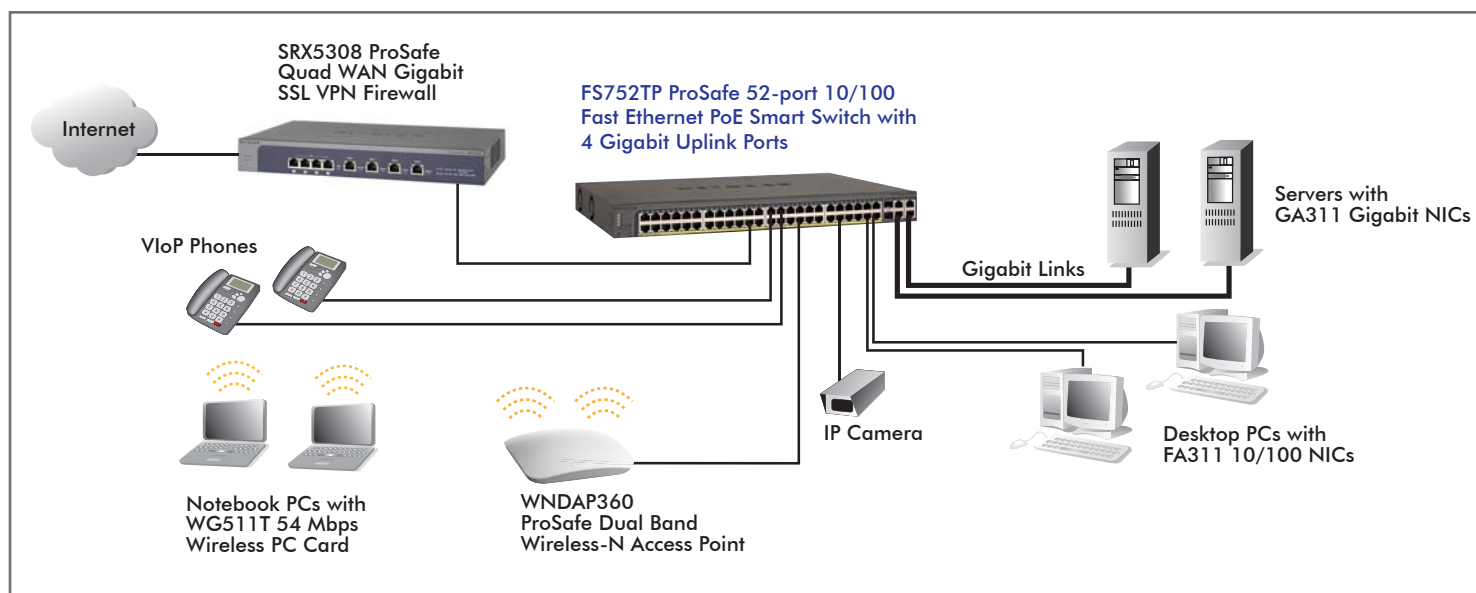 SRX5308 ProSafe
Quad WAN Gigabit
SSL VPN Firewall
Internet
FS752TP ProSafe 52-port 10/100
Fast Ethernet PoE Smart Switch with
4 Gigabit Uplink Ports
NETGEAR
Servers with
GA311 Gigabit NICs
VIoP Phones
Gigabit Links
IP Camera
Desktop PCs with
FA311 10/100 NICs
Notebook PCs with
WG511T 54 Mbps
Wireless PC Card
WNDAP360
ProSafe Dual Band
Wireless-N Access Point